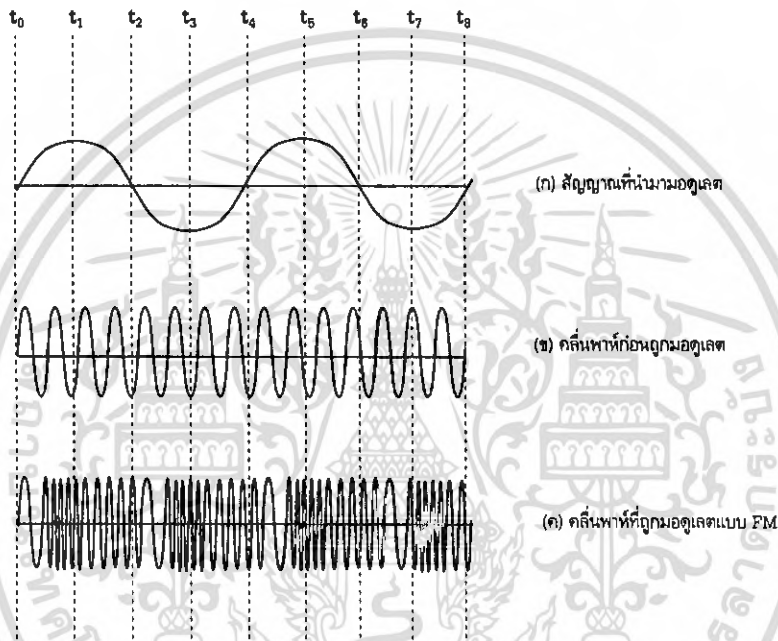 t₀ t₁ t₂ t₃ t₄ t₅ t₆ t₇ t₈
(ก) สัญญาณที่นำมามอดูเลต
(ข) คลื่นพาห์ก่อนถูกมอดูเลต
(ค) คลื่นพาห์ที่ถูกมอดูเลตแบบ FM